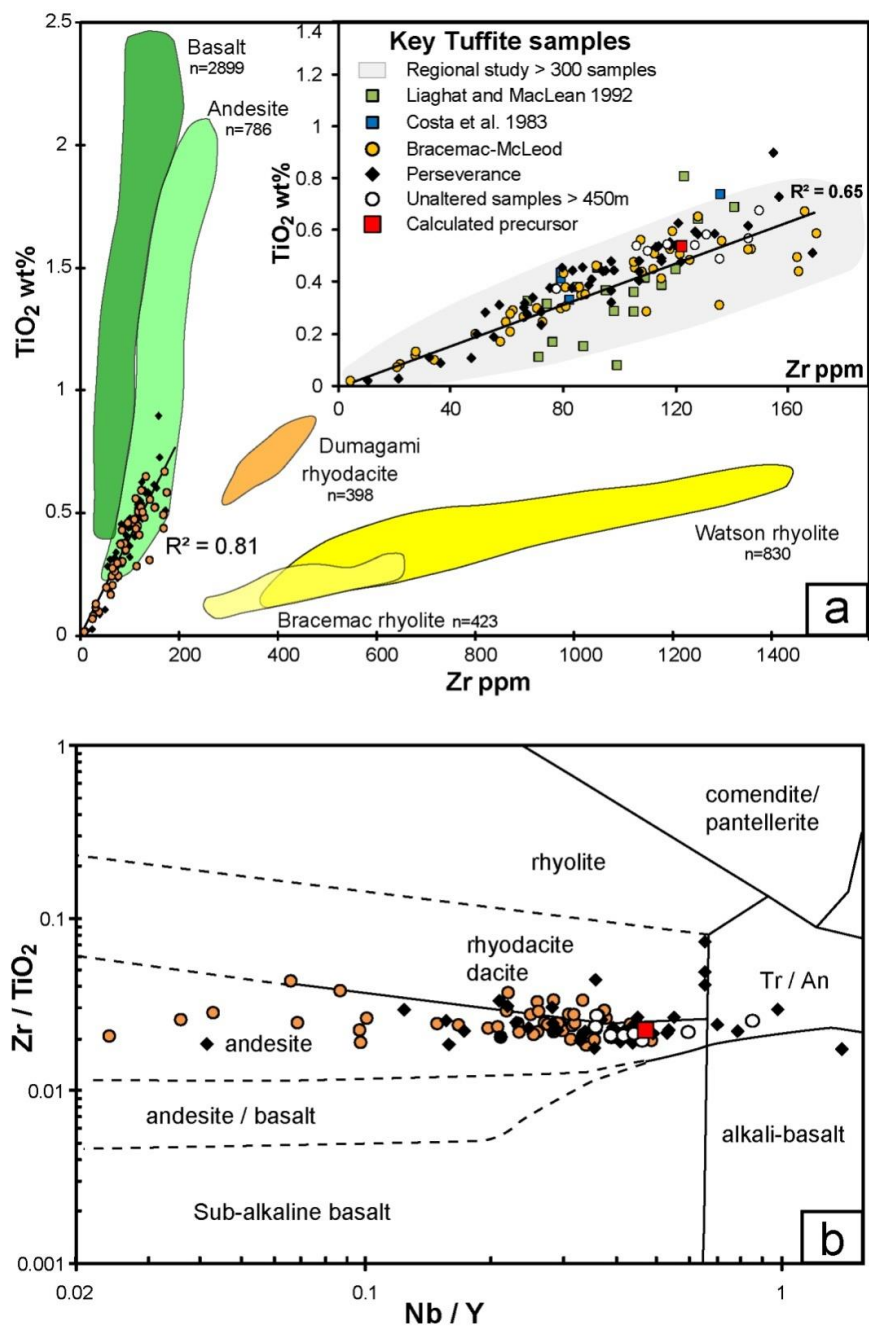 2.5
2
1.5
1
0.5
0
TiO₂ wt%
0
200
400
600
800
1000
1200
1400
Zr ppm
Basalt
n=2899
Andesite
n=786
R² = 0.81
Dumagami
rhyodacite
n=398
Watson rhyolite
n=830
Bracemac rhyolite n=423
a
1.4
1.2
1
0.8
0.6
0.4
0.2
0
TiO₂ wt%
Key Tuffite samples
Regional study > 300 samples
Liaghat and MacLean 1992
Costa et al. 1983
Bracemac-McLeod
Perseverance
Unaltered samples > 450m
Calculated precursor
R² = 0.65
Zr ppm
0
40
80
120
160
1
0.1
0.01
0.001
Zr / TiO₂
comendite/
pantellerite
rhyolite
rhyodacite
dacite
Tr / An
andesite
andesite / basalt
alkali-basalt
Sub-alkaline basalt
b
0.02
0.1
1
Nb / Y